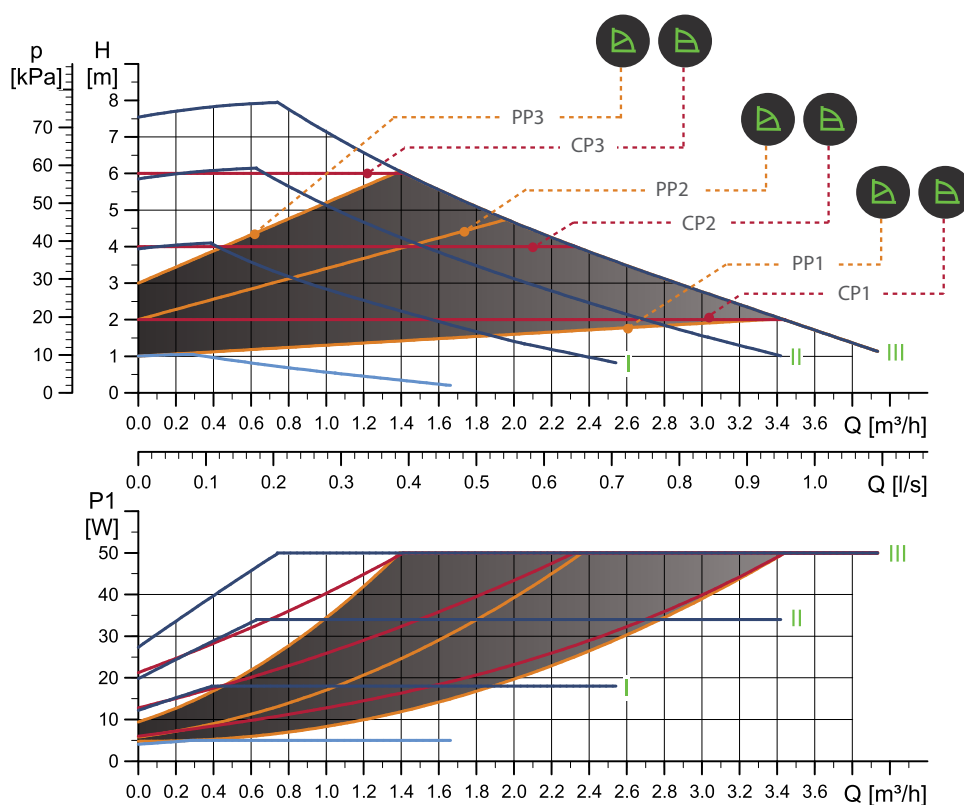 p H
[kPa] [m]
8
70 7
60 6
50 5
40 4
30 3
20 2
10 1
0 0
PP3
CP3
PP2
CP2
PP1
CP1
I II III
0.0 0.2 0.4 0.6 0.8 1.0 1.2 1.4 1.6 1.8 2.0 2.2 2.4 2.6 2.8 3.0 3.2 3.4 3.6 Q [m³/h]
0.0 0.1 0.2 0.3 0.4 0.5 0.6 0.7 0.8 0.9 1.0 Q [l/s]
P1
[W]
50 III
40
30 II
20 I
10
0
0.0 0.2 0.4 0.6 0.8 1.0 1.2 1.4 1.6 1.8 2.0 2.2 2.4 2.6 2.8 3.0 3.2 3.4 3.6 Q [m³/h]